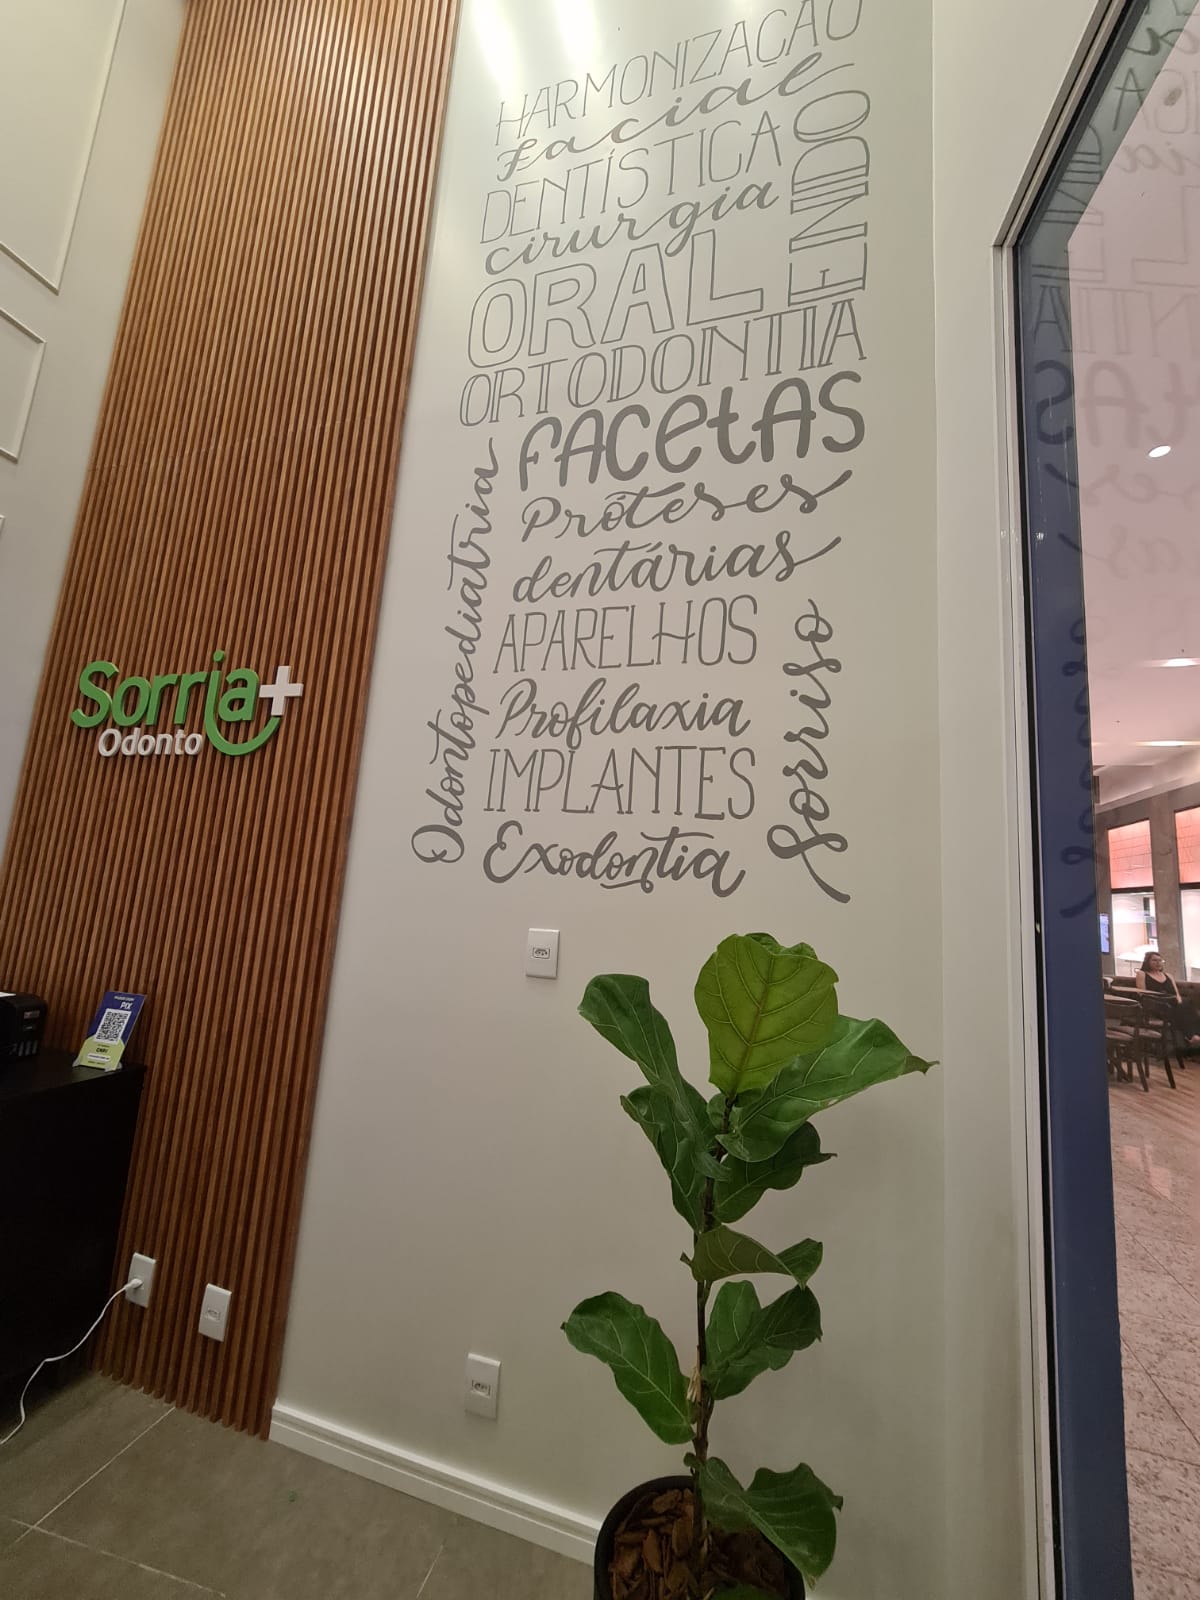 HARMONIZAÇÃO
facial
DENTÍSTICA
cirurgia
ORAL
ENDO
ORTODONTIA
FACETAS
Próteses
dentárias
APARELHOS
Profilaxia
IMPLANTES
Exodontia
Odontopediatria
Sorriso
Sorria+
Odonto
PIX